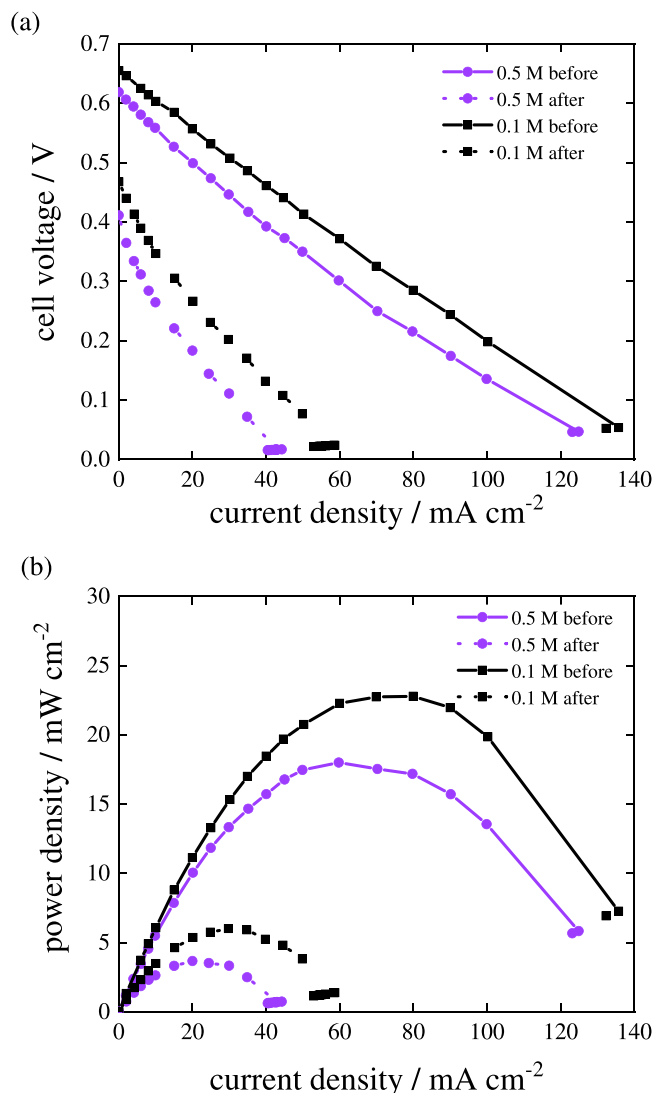 (a)
0.7
0.6
0.5
0.4
0.3
0.2
0.1
0.0
cell voltage / V
0.5 M before
0.5 M after
0.1 M before
0.1 M after
0 20 40 60 80 100 120 140
current density / mA cm⁻²
(b)
30
25
20
15
10
5
0
power density / mW cm⁻²
0.5 M before
0.5 M after
0.1 M before
0.1 M after
0 20 40 60 80 100 120 140
current density / mA cm⁻²